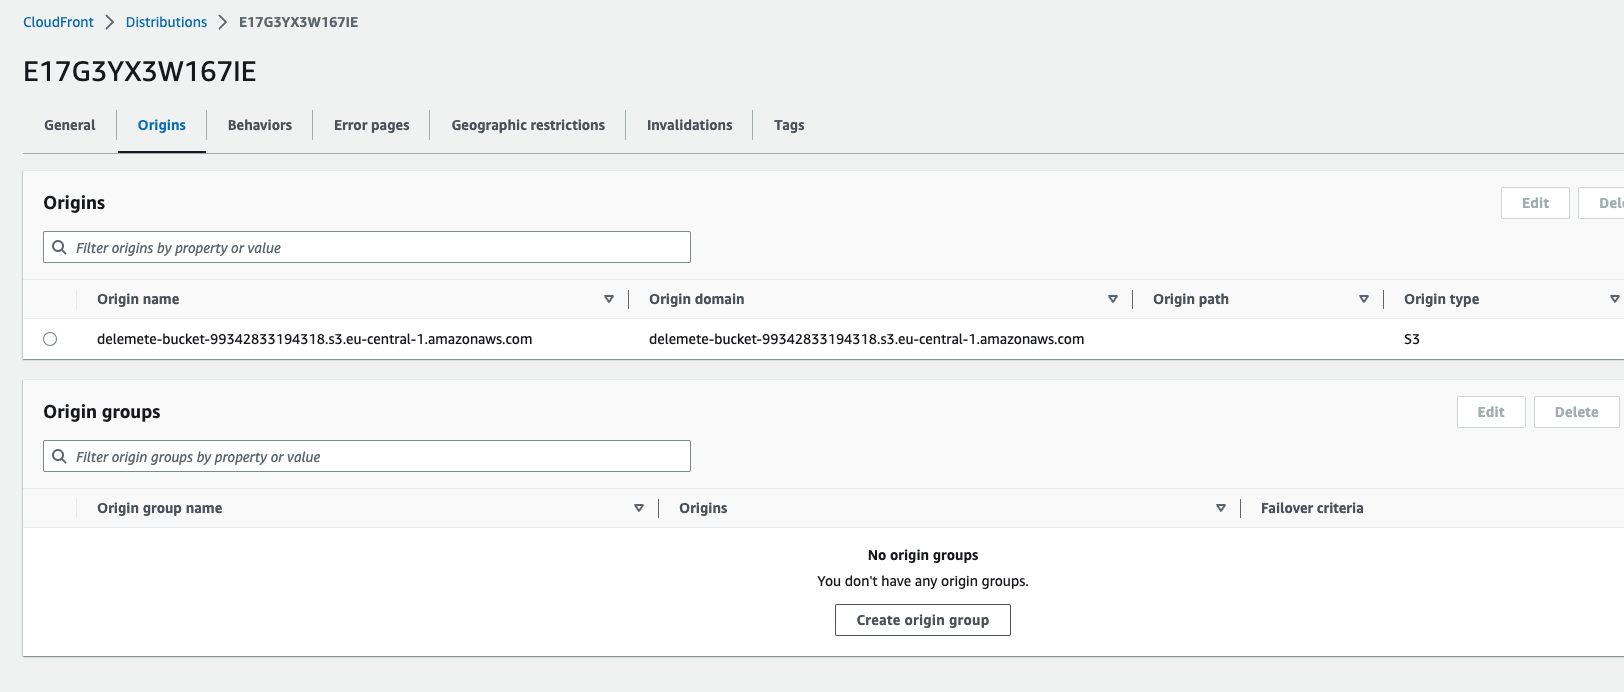 CloudFront > Distributions > E17G3YX3W167IE
E17G3YX3W167IE
General Origins Behaviors Error pages Geographic restrictions Invalidations Tags
Origins
Edit
Filter origins by property or value
Origin name Origin domain Origin path Origin type
delemete-bucket-99342833194318.s3.eu-central-1.amazonaws.com delemete-bucket-99342833194318.s3.eu-central-1.amazonaws.com S3
Origin groups
Edit Delete
Filter origin groups by property or value
Origin group name Origins Failover criteria
No origin groups
You don't have any origin groups.
Create origin group